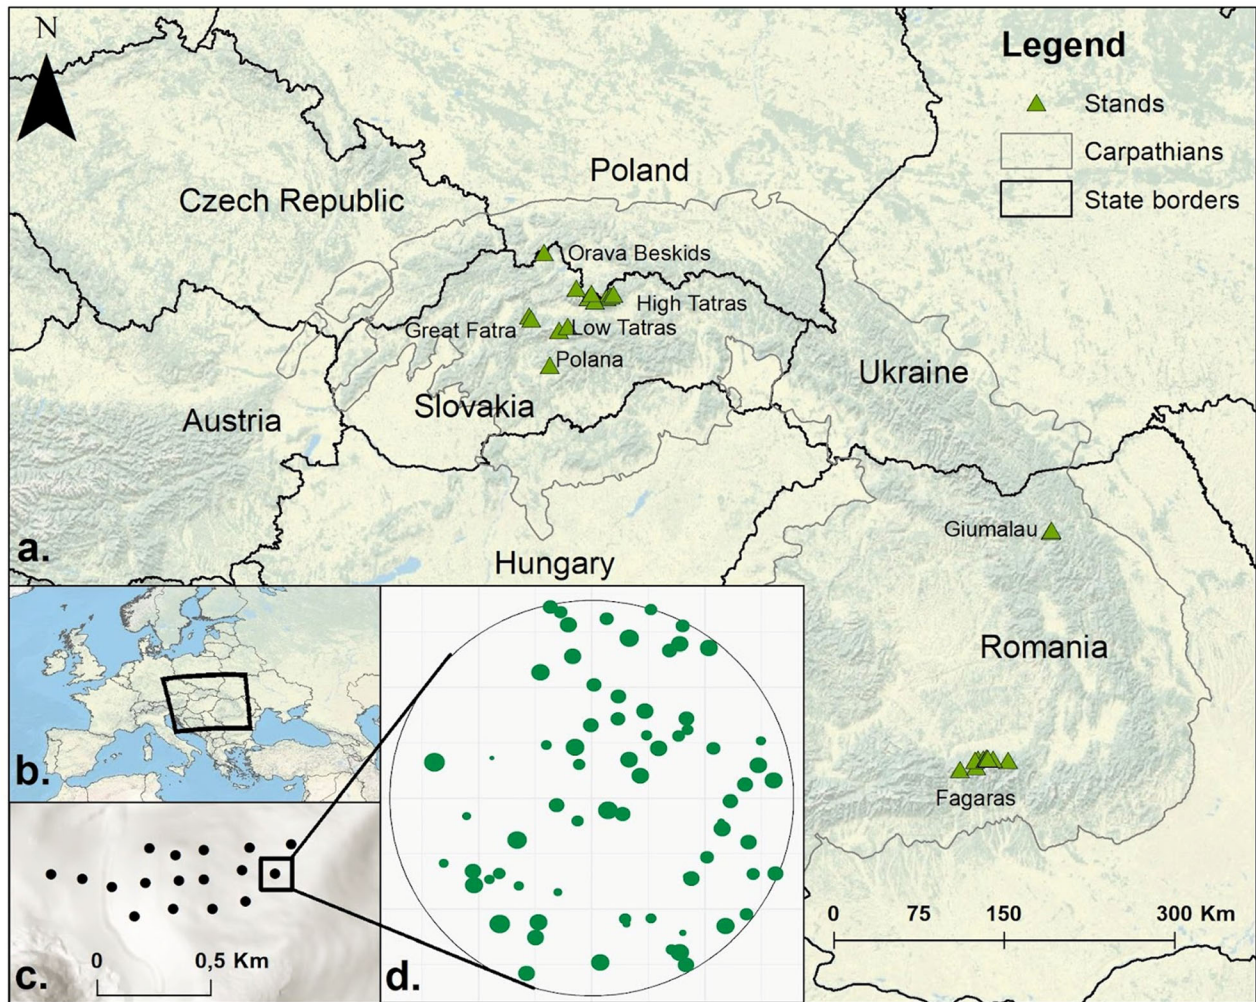 N
Legend
Stands
Carpathians
State borders
Poland
Czech Republic
Orava Beskids
High Tatras
Great Fatra
Low Tatras
Polana
Ukraine
Slovakia
Austria
Giumalau
a.
Hungary
Romania
b.
Fagaras
0 75 150 300 Km
0 0,5 Km
c.
d.